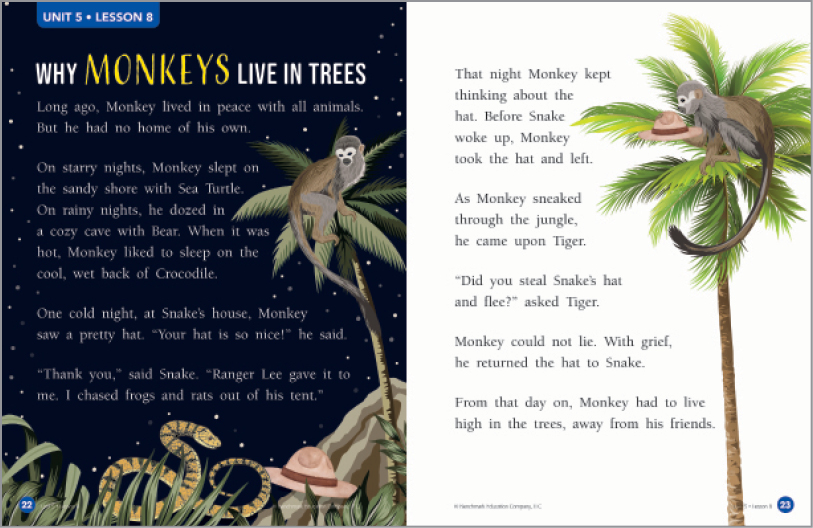 UNIT 5 • LESSON 8
WHY MONKEYS LIVE IN TREES
Long ago, Monkey lived in peace with all animals.
But he had no home of his own.
On starry nights, Monkey slept on
the sandy shore with Sea Turtle.
On rainy nights, he dozed in
a cozy cave with Bear. When it was
hot, Monkey liked to sleep on the
cool, wet back of Crocodile.
One cold night, at Snake's house, Monkey
saw a pretty hat. "Your hat is so nice!" he said.
"Thank you," said Snake. "Ranger Lee gave it to
me. I chased frogs and rats out of his tent."
22
That night Monkey kept
thinking about the
hat. Before Snake
woke up, Monkey
took the hat and left.
As Monkey sneaked
through the jungle,
he came upon Tiger.
"Did you steal Snake's hat
and flee?" asked Tiger.
Monkey could not lie. With grief,
he returned the hat to Snake.
From that day on, Monkey had to live
high in the trees, away from his friends.
© Benchmark Education Company, LLC
5 • Lesson 8 23